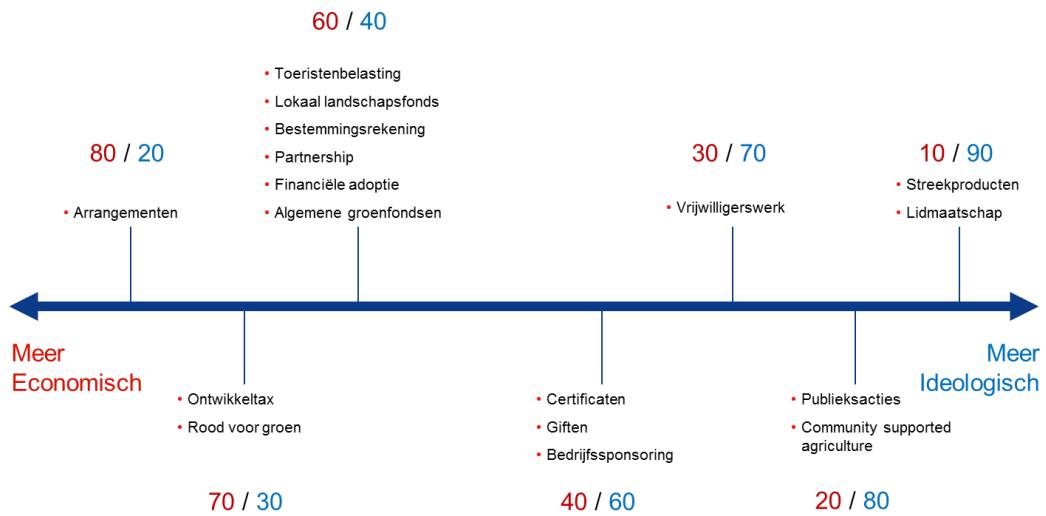 60 / 40
• Toeristenbelasting
• Lokaal landschapsfonds
• Bestemmingsrekening
• Partnership
• Financiële adoptie
• Algemene groenfondsen
80 / 20
• Arrangementen
30 / 70
• Vrijwilligerswerk
10 / 90
• Streekproducten
• Lidmaatschap
Meer
Economisch
Meer
Ideologisch
• Ontwikkeltax
• Rood voor groen
70 / 30
• Certificaten
• Giften
• Bedrijfssponsoring
40 / 60
• Publieksacties
• Community supported
agriculture
20 / 80